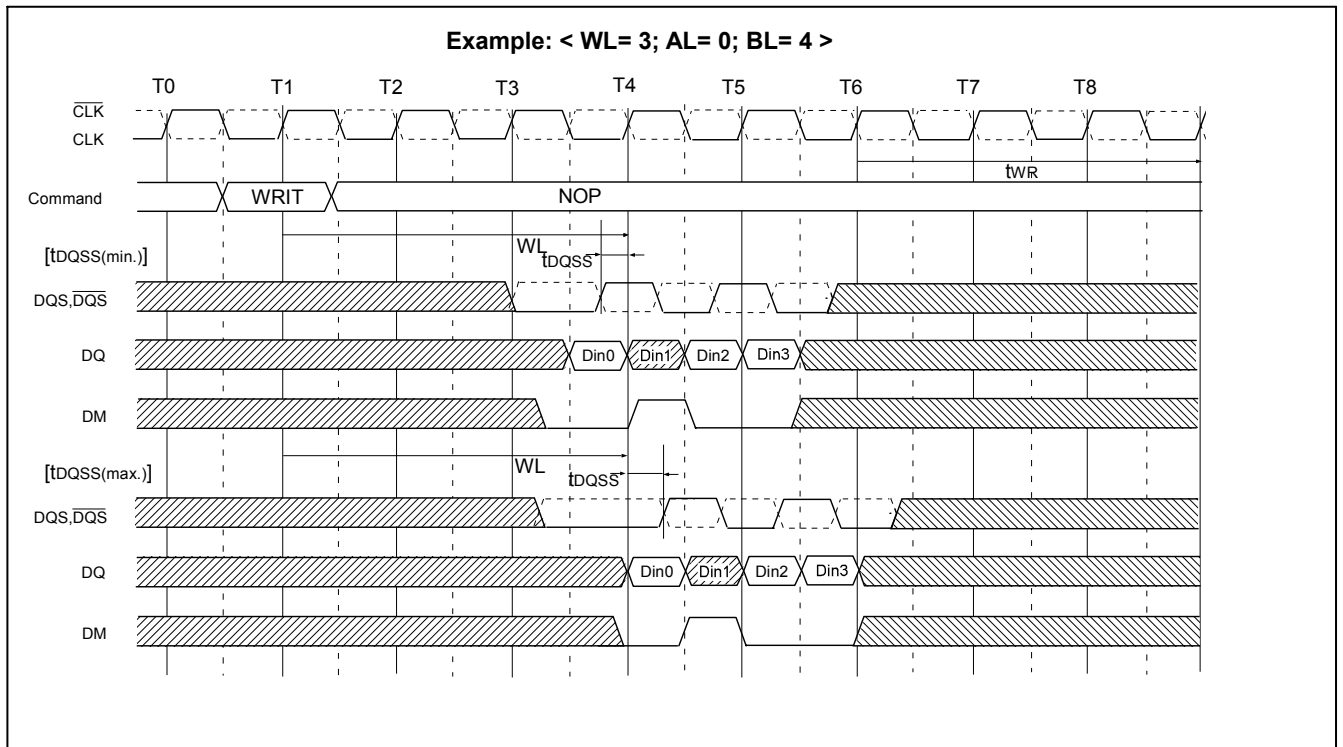 Example: < WL= 3; AL= 0; BL= 4 >
T0 T1 T2 T3 T4 T5 T6 T7 T8
CLK
CLK
tWR
Command WRIT NOP
[tDQSS(min.)] WL
tDQSS
DQS,DQS
DQ Din0 Din1 Din2 Din3
DM
[tDQSS(max.)] WL
tDQSS
DQS,DQS
DQ Din0 Din1 Din2 Din3
DM